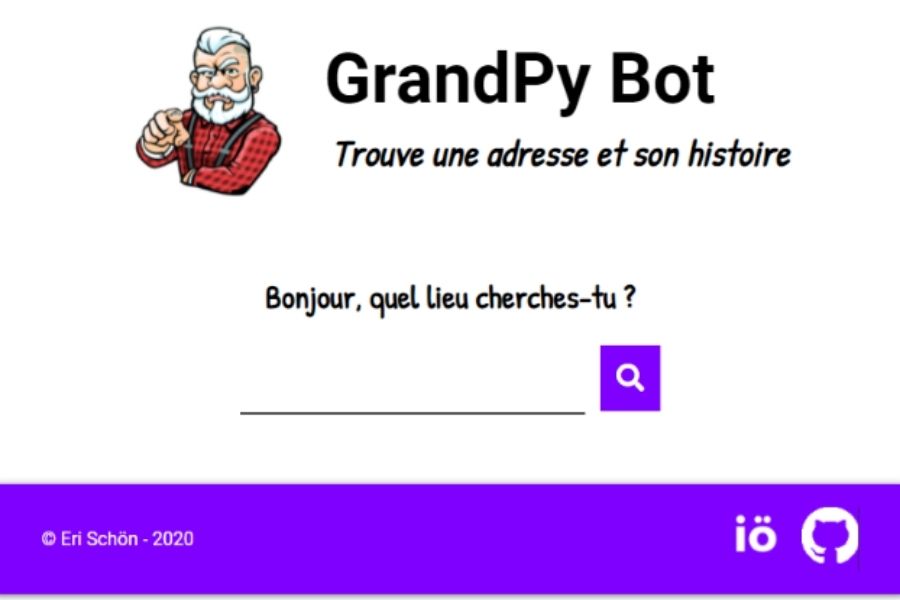 GrandPy Bot
Trouve une adresse et son histoire
Bonjour, quel lieu cherches-tu ?
© Eri Schön - 2020
iö